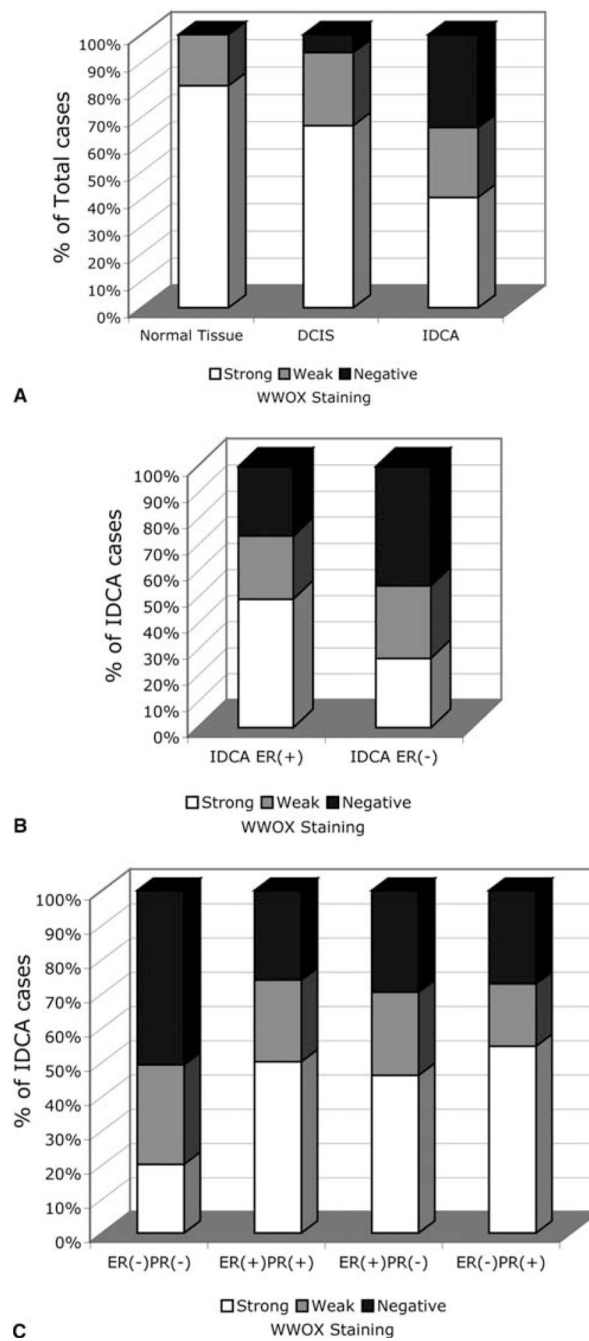 % of Total cases
100%
90%
80%
70%
60%
50%
40%
30%
20%
10%
0%
Normal Tissue DCIS IDCA
Strong Weak Negative
WWOX Staining
A
% of IDCA cases
100%
90%
80%
70%
60%
50%
40%
30%
20%
10%
0%
IDCA ER(+) IDCA ER(-)
Strong Weak Negative
WWOX Staining
B
% of IDCA cases
100%
90%
80%
70%
60%
50%
40%
30%
20%
10%
0%
ER(-)PR(-) ER(+)PR(+) ER(+)PR(-) ER(-)PR(+)
Strong Weak Negative
WWOX Staining
C